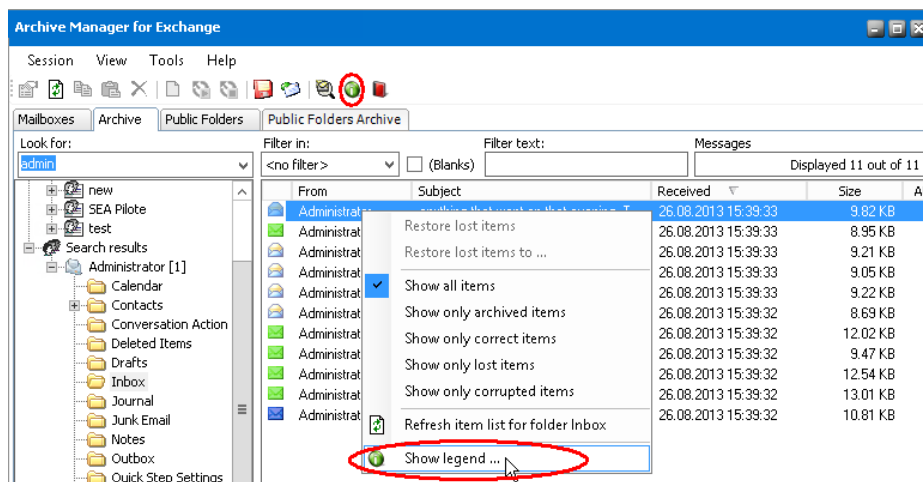 Archive Manager for Exchange
Session View Tools Help
Mailboxes Archive Public Folders Public Folders Archive
Look for: Filter in: Filter text: Messages
admin <no filter> (Blanks) Displayed 11 out of 11
From Subject Received Size A
new
SEA Pilote
test
Search results
Administrator [1]
Calendar
Contacts
Conversation Action
Deleted Items
Drafts
Inbox
Journal
Junk Email
Notes
Outbox
Quick Step Settings
Administrator anything that went on that evening. T 26.08.2013 15:39:33 9.82 KB
Administrat 26.08.2013 15:39:33 8.95 KB
Administrat 26.08.2013 15:39:33 9.21 KB
Administrat 26.08.2013 15:39:33 9.05 KB
Administrat 26.08.2013 15:39:33 9.22 KB
Administrat 26.08.2013 15:39:32 8.69 KB
Administrat 26.08.2013 15:39:32 12.02 KB
Administrat 26.08.2013 15:39:32 9.47 KB
Administrat 26.08.2013 15:39:32 12.54 KB
Administrat 26.08.2013 15:39:32 13.01 KB
Administrat 26.08.2013 15:39:32 10.81 KB
Restore lost items
Restore lost items to ...
Show all items
Show only archived items
Show only correct items
Show only lost items
Show only corrupted items
Refresh item list for folder Inbox
Show legend ...